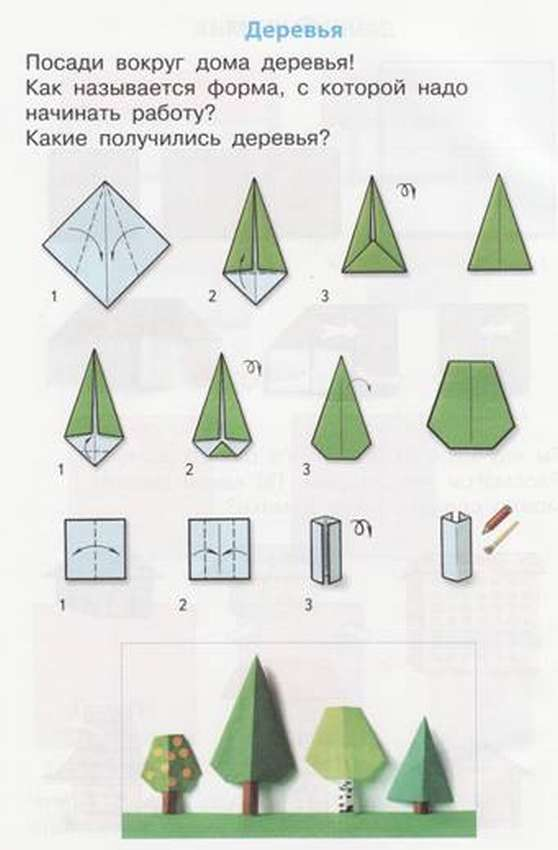 Деревья
Посади вокруг дома деревья!
Как называется форма, с которой надо
начинать работу?
Какие получились деревья?
1 2 3
1 2 3
1 2 3